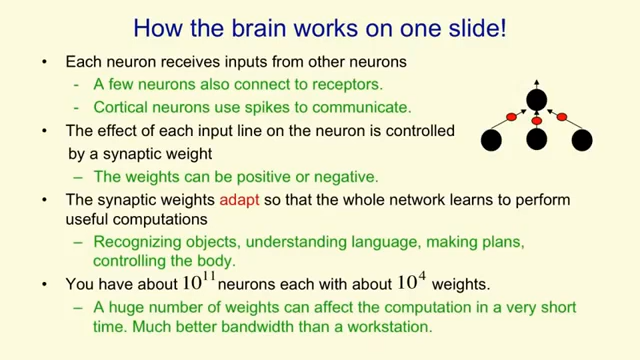 How the brain works on one slide!
• Each neuron receives inputs from other neurons
- A few neurons also connect to receptors.
- Cortical neurons use spikes to communicate.
• The effect of each input line on the neuron is controlled
by a synaptic weight
– The weights can be positive or negative.
• The synaptic weights adapt so that the whole network learns to perform
useful computations
– Recognizing objects, understanding language, making plans,
controlling the body.
• You have about 10¹¹ neurons each with about 10⁴ weights.
– A huge number of weights can affect the computation in a very short
time. Much better bandwidth than a workstation.